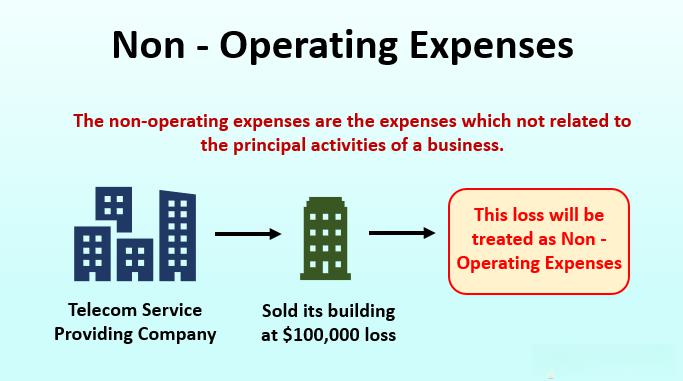 Non - Operating Expenses
The non-operating expenses are the expenses which not related to
the principal activities of a business.
This loss will be
treated as Non -
Operating Expenses
Telecom Service
Providing Company
Sold its building
at $100,000 loss